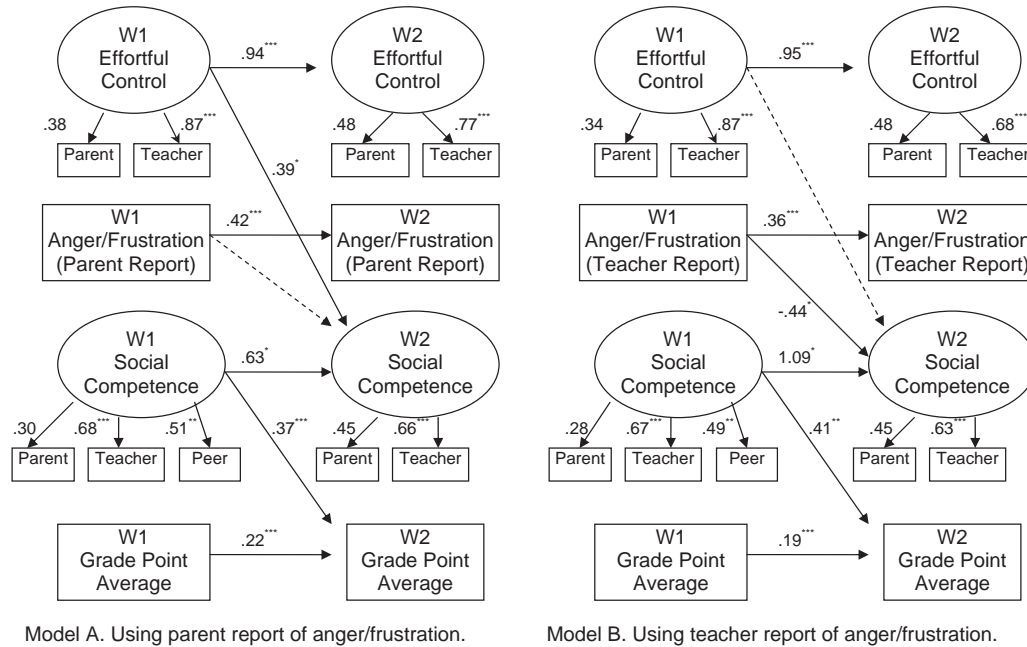 W1
Effortful
Control
.94***
W2
Effortful
Control
.38
.87***
.48
.77***
Parent
Teacher
Parent
Teacher
.39*
W1
Anger/Frustration
(Parent Report)
.42***
W2
Anger/Frustration
(Parent Report)
W1
Social
Competence
.63*
W2
Social
Competence
.30
.68***
.51**
.37***
.45
.66***
Parent
Teacher
Peer
Parent
Teacher
W1
Grade Point
Average
.22***
W2
Grade Point
Average
Model A. Using parent report of anger/frustration.
W1
Effortful
Control
.95***
W2
Effortful
Control
.34
.87***
.48
.68***
Parent
Teacher
Parent
Teacher
W1
Anger/Frustration
(Teacher Report)
.36***
W2
Anger/Frustration
(Teacher Report)
-.44*
W1
Social
Competence
1.09*
W2
Social
Competence
.28
.67***
.49**
.41**
.45
.63***
Parent
Teacher
Peer
Parent
Teacher
W1
Grade Point
Average
.19***
W2
Grade Point
Average
Model B. Using teacher report of anger/frustration.